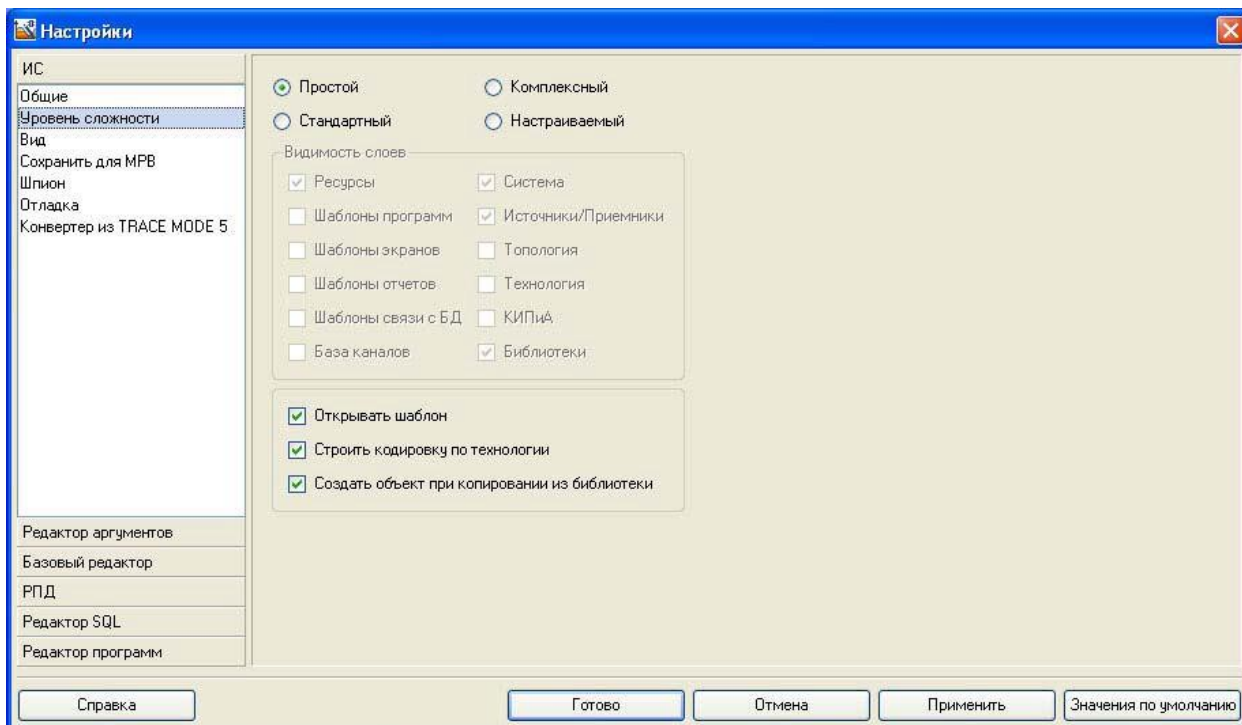 Настройки
ИС
Общие
Уровень сложности
Вид
Сохранить для МРВ
Шпион
Отладка
Конвертер из TRACE MODE 5
Редактор аргументов
Базовый редактор
РПД
Редактор SQL
Редактор программ
Простой Комплексный
Стандартный Настраиваемый
Видимость слоев
Ресурсы Система
Шаблоны программ Источники/Приемники
Шаблоны экранов Топология
Шаблоны отчетов Технология
Шаблоны связи с БД КИПиА
База каналов Библиотеки
Открывать шаблон
Строить кодировку по технологии
Создать объект при копировании из библиотеки
Справка Готово Отмена Применить Значения по умолчанию